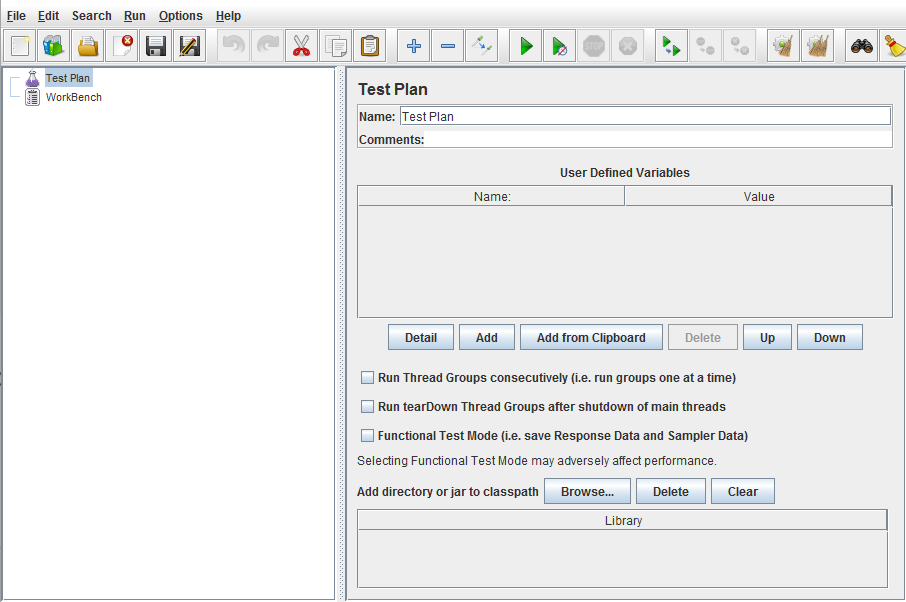 File Edit Search Run Options Help
STOP
Test Plan
WorkBench
Test Plan
Name: Test Plan
Comments:
User Defined Variables
Name: Value
Detail Add Add from Clipboard Delete Up Down
Run Thread Groups consecutively (i.e. run groups one at a time)
Run tearDown Thread Groups after shutdown of main threads
Functional Test Mode (i.e. save Response Data and Sampler Data)
Selecting Functional Test Mode may adversely affect performance.
Add directory or jar to classpath Browse... Delete Clear
Library